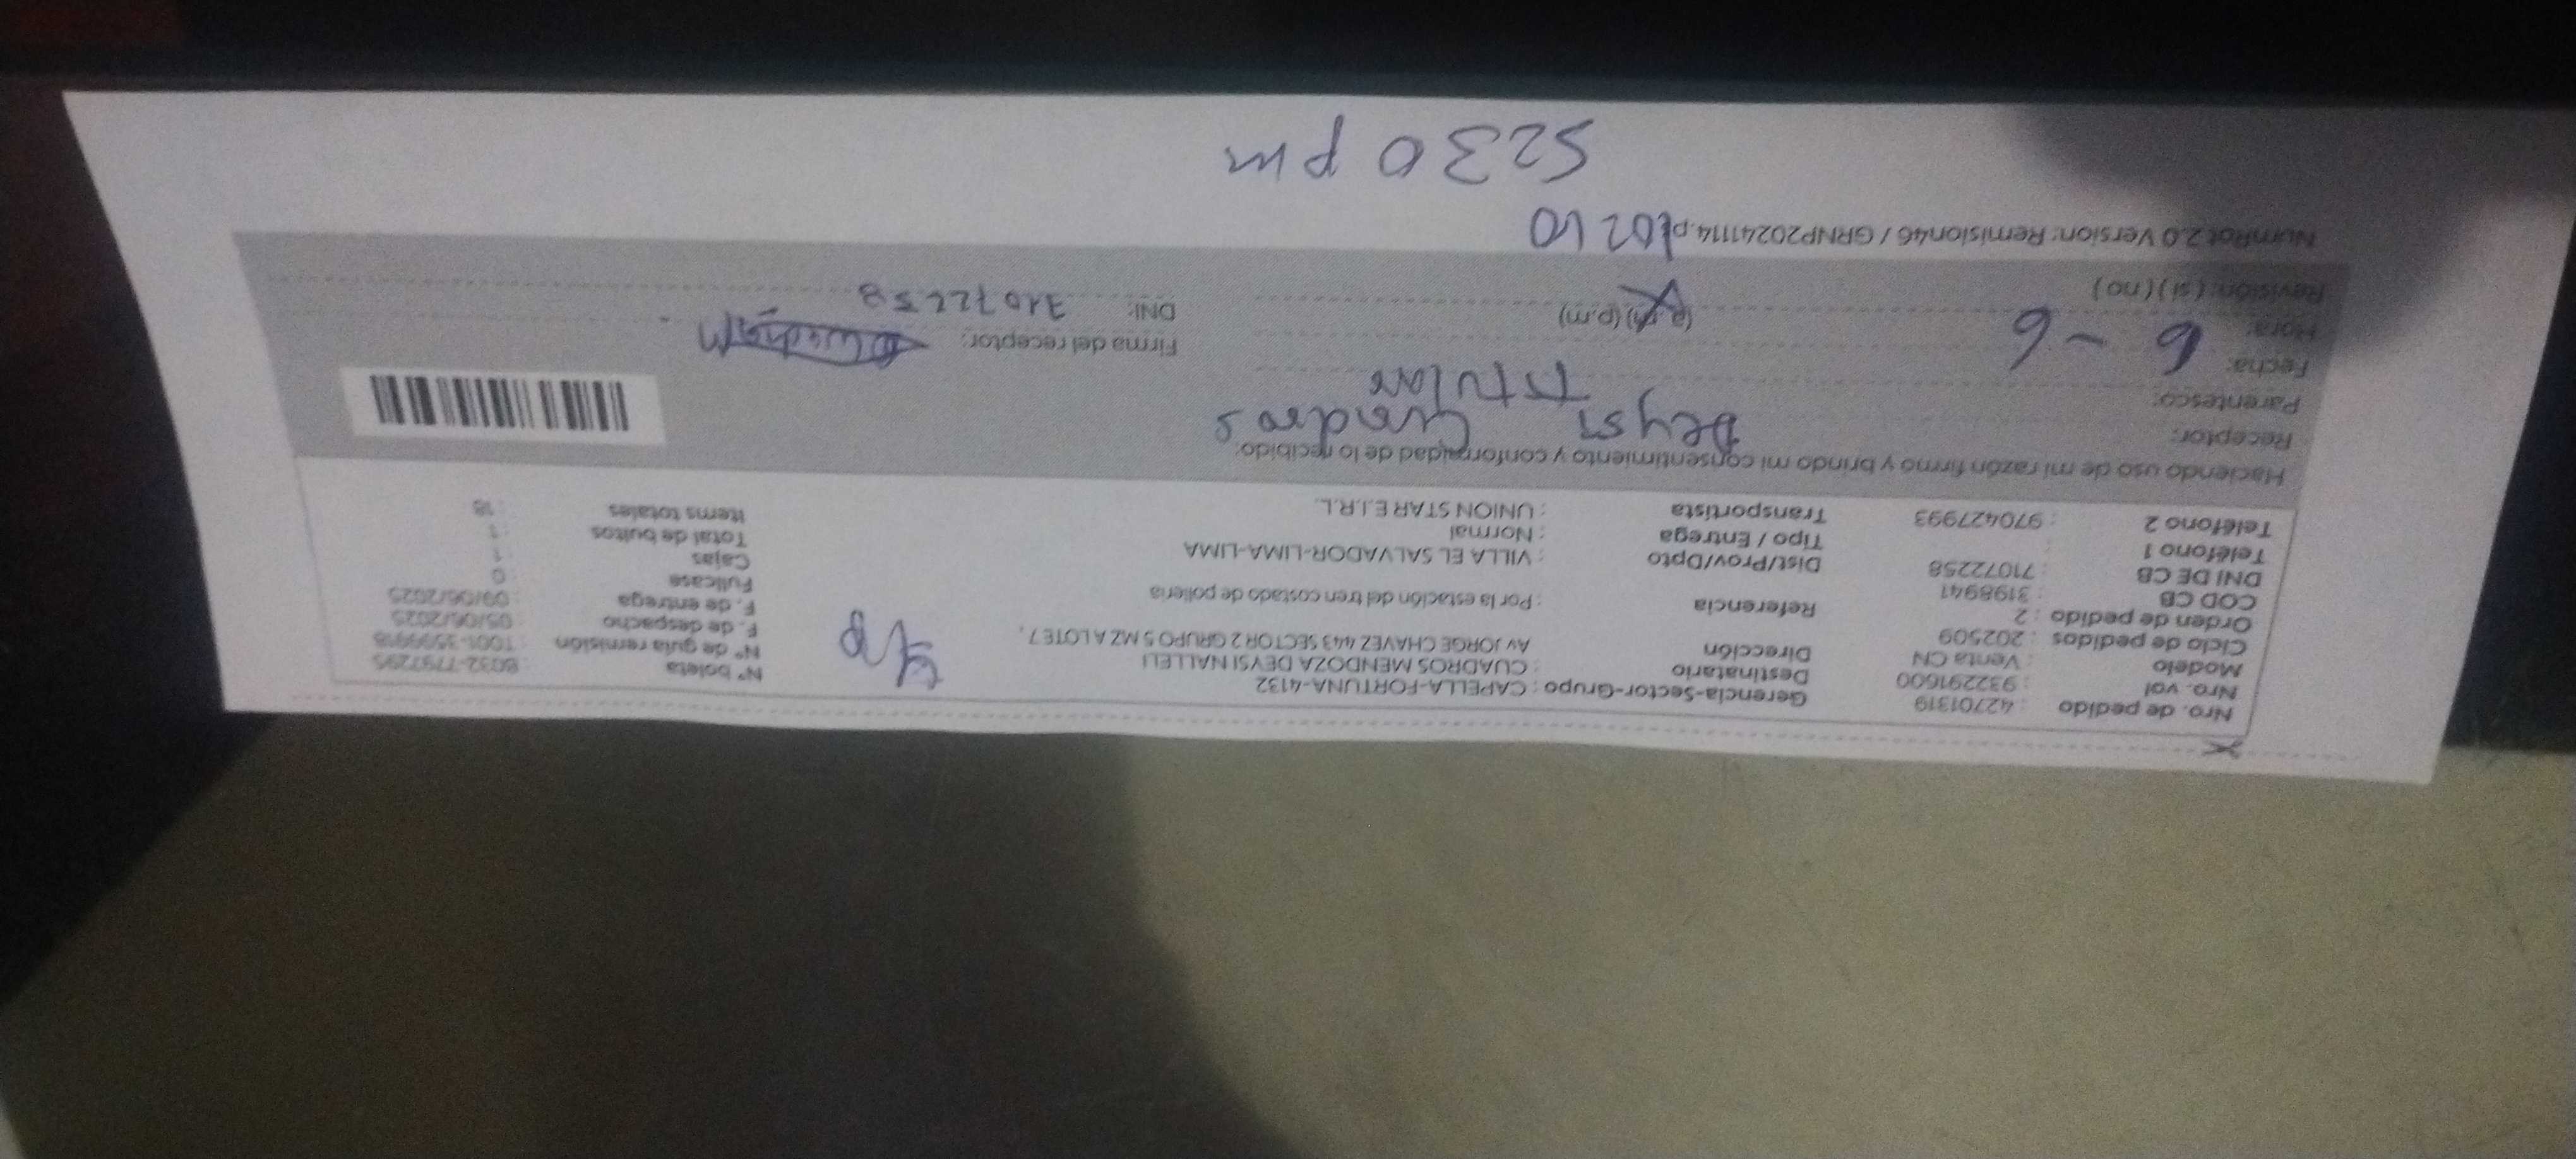 Nro. de pedido : 42701319 Gerencia-Sector-Grupo : CAPELLA-FORTUNA-4132
Nro. vol : 932291600 Destinatario : CUADROS MENDOZA DEYSI NALLELI Nº boleta : B032-7797295
Modelo : Venta CN Dirección AV JORGE CHAVEZ 443 SECTOR 2 GRUPO 5 MZ A LOTE 7 , Nº de guía remisión : T001-3599918
Ciclo de pedidos : 202509 F. de despacho : 05/06/2025
Orden de pedido : 2 Referencia : Por la estación del tren costado de polleria F. de entrega : 09/06/2025
COD CB : 3198941 Fullcase : 0
DNI DE CB : 71072258 Dist/Prov/Dpto : VILLA EL SALVADOR-LIMA-LIMA Cajas : 1
Teléfono 1 : Tipo / Entrega : Normal Total de bultos : 1
Teléfono 2 : 970427993 Transportista : UNION STAR E.I.R.L. Items totales : 18
Haciendo uso de mi razón firmo y brindo mi consentimiento y conformidad de lo recibido.
Receptor: Deysi Cuadros
Parentesco: Titular
Fecha: 6 - 6 Firma del receptor:
Hora: (a.m) (p.m) DNI: 71072258
Revisión: (si) (no)
NumRot 2.0 Version: Remision46 / GRNP20241114.p
5230 pm